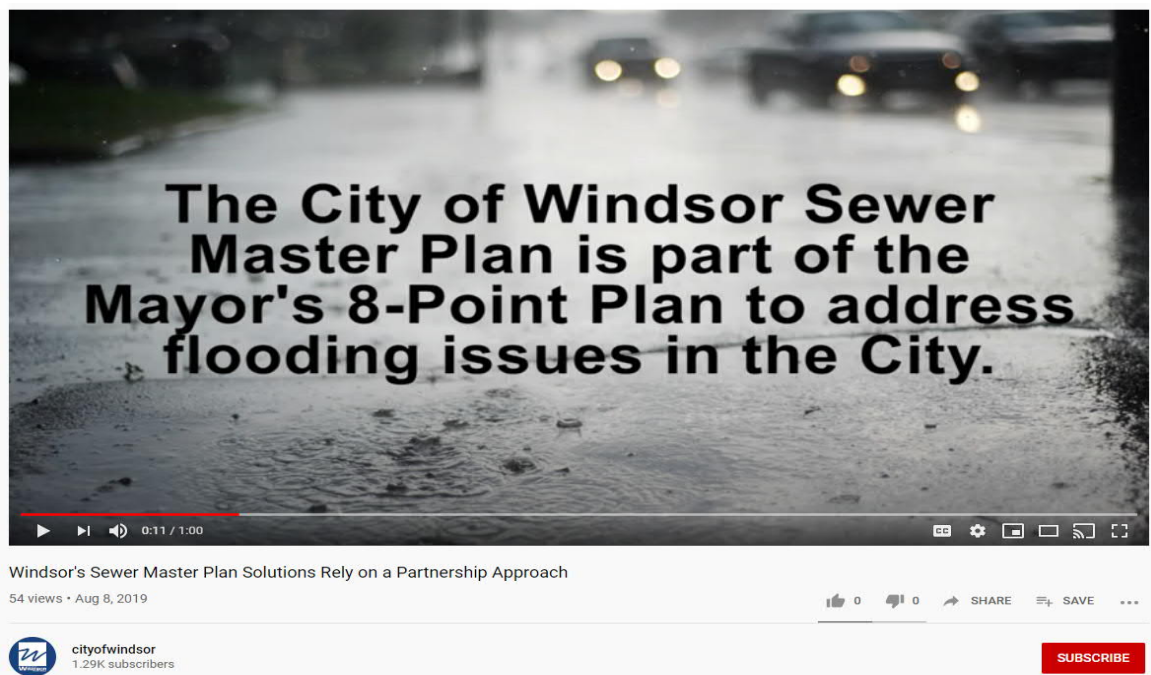 The City of Windsor Sewer
Master Plan is part of the
Mayor's 8-Point Plan to address
flooding issues in the City.
0:11 / 1:00
CC
Windsor's Sewer Master Plan Solutions Rely on a Partnership Approach
54 views • Aug 8, 2019
0 0 SHARE SAVE
cityofwindsor
1.29K subscribers
SUBSCRIBE